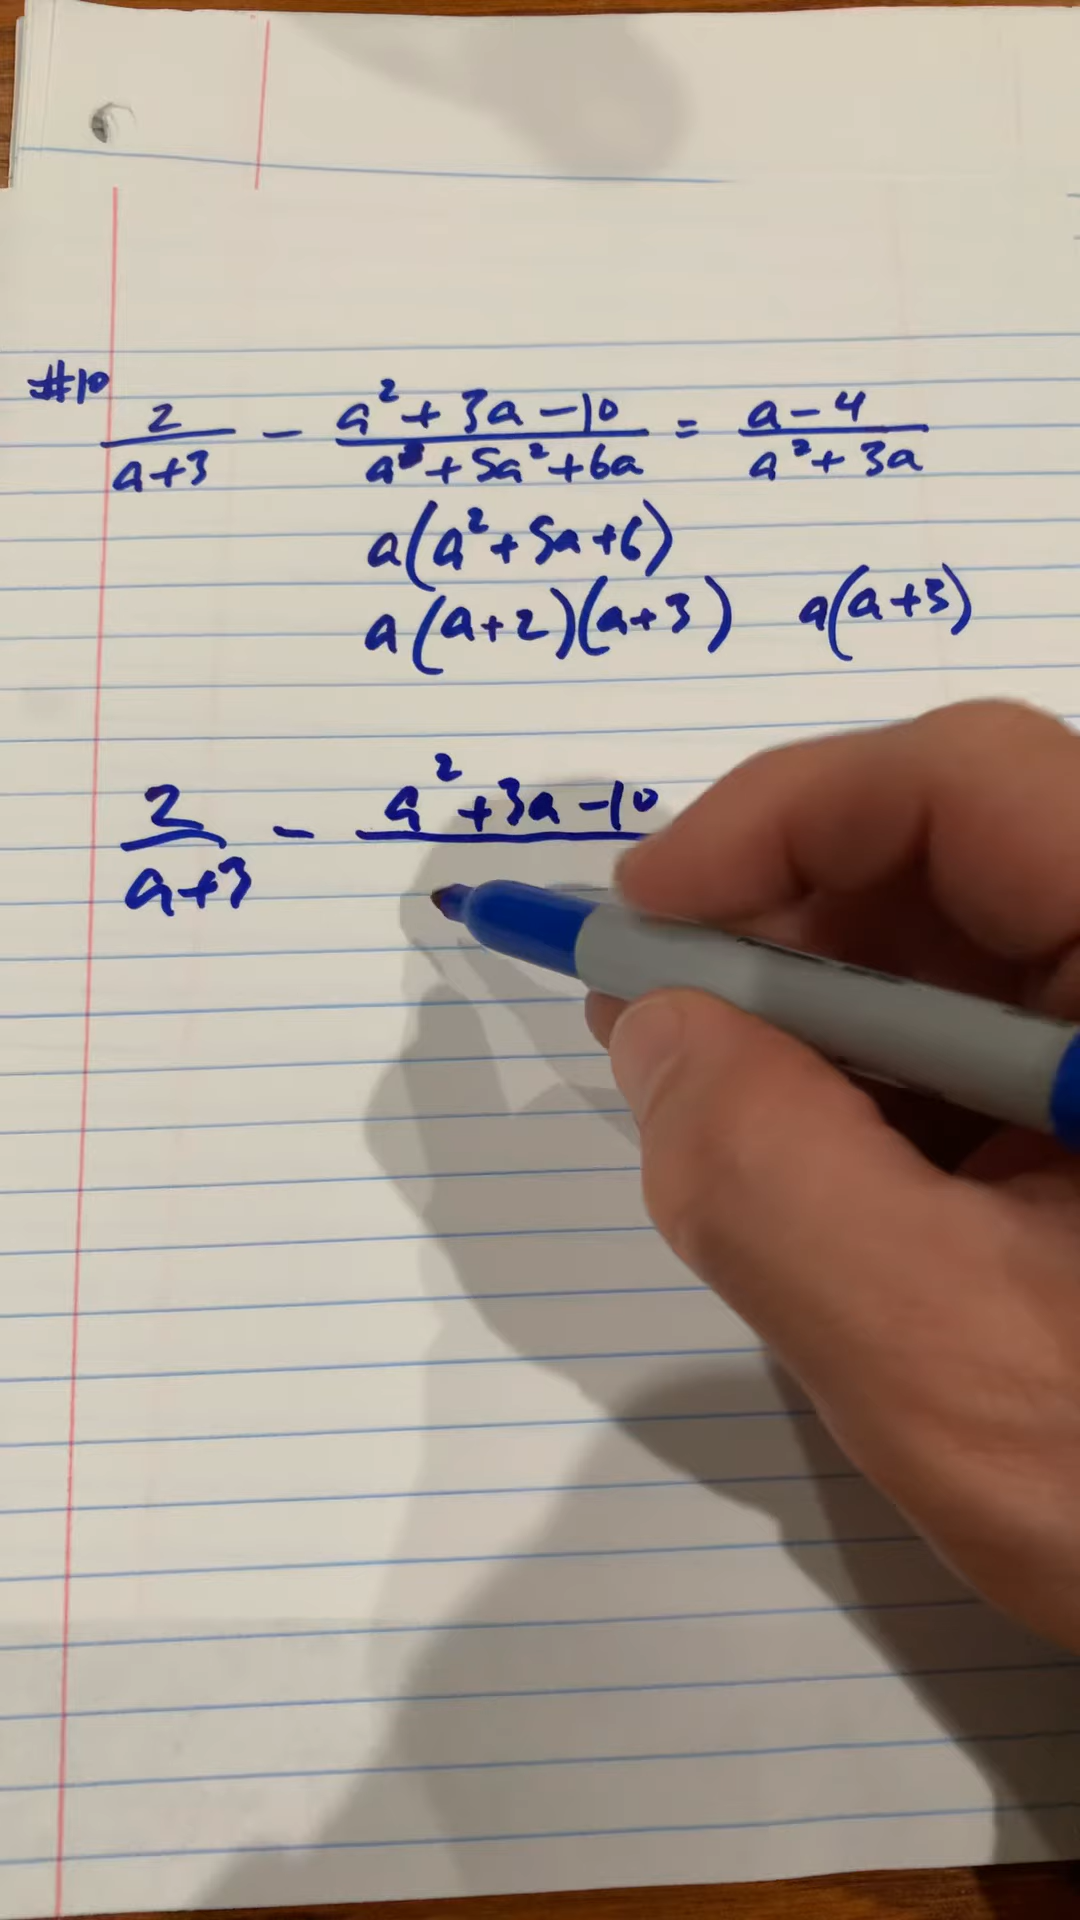 #10
2/(a+3) - (a²+3a-10)/(a³+5a²+6a) = (a-4)/(a²+3a)
a(a²+5a+6)
a(a+2)(a+3) a(a+3)
2/(a+3) - a²+3a-10